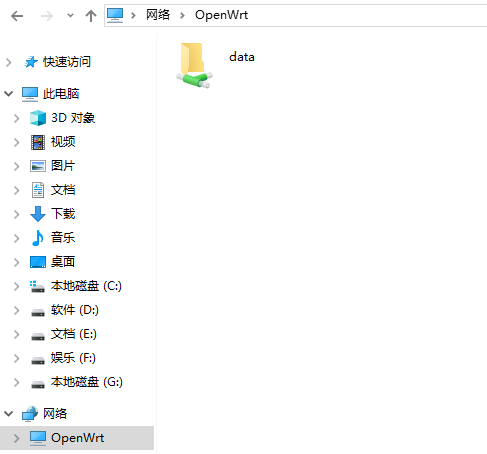 网络 OpenWrt
快速访问
data
此电脑
3D 对象
视频
图片
文档
下载
音乐
桌面
本地磁盘 (C:)
软件 (D:)
文档 (E:)
娱乐 (F:)
本地磁盘 (G:)
网络
OpenWrt